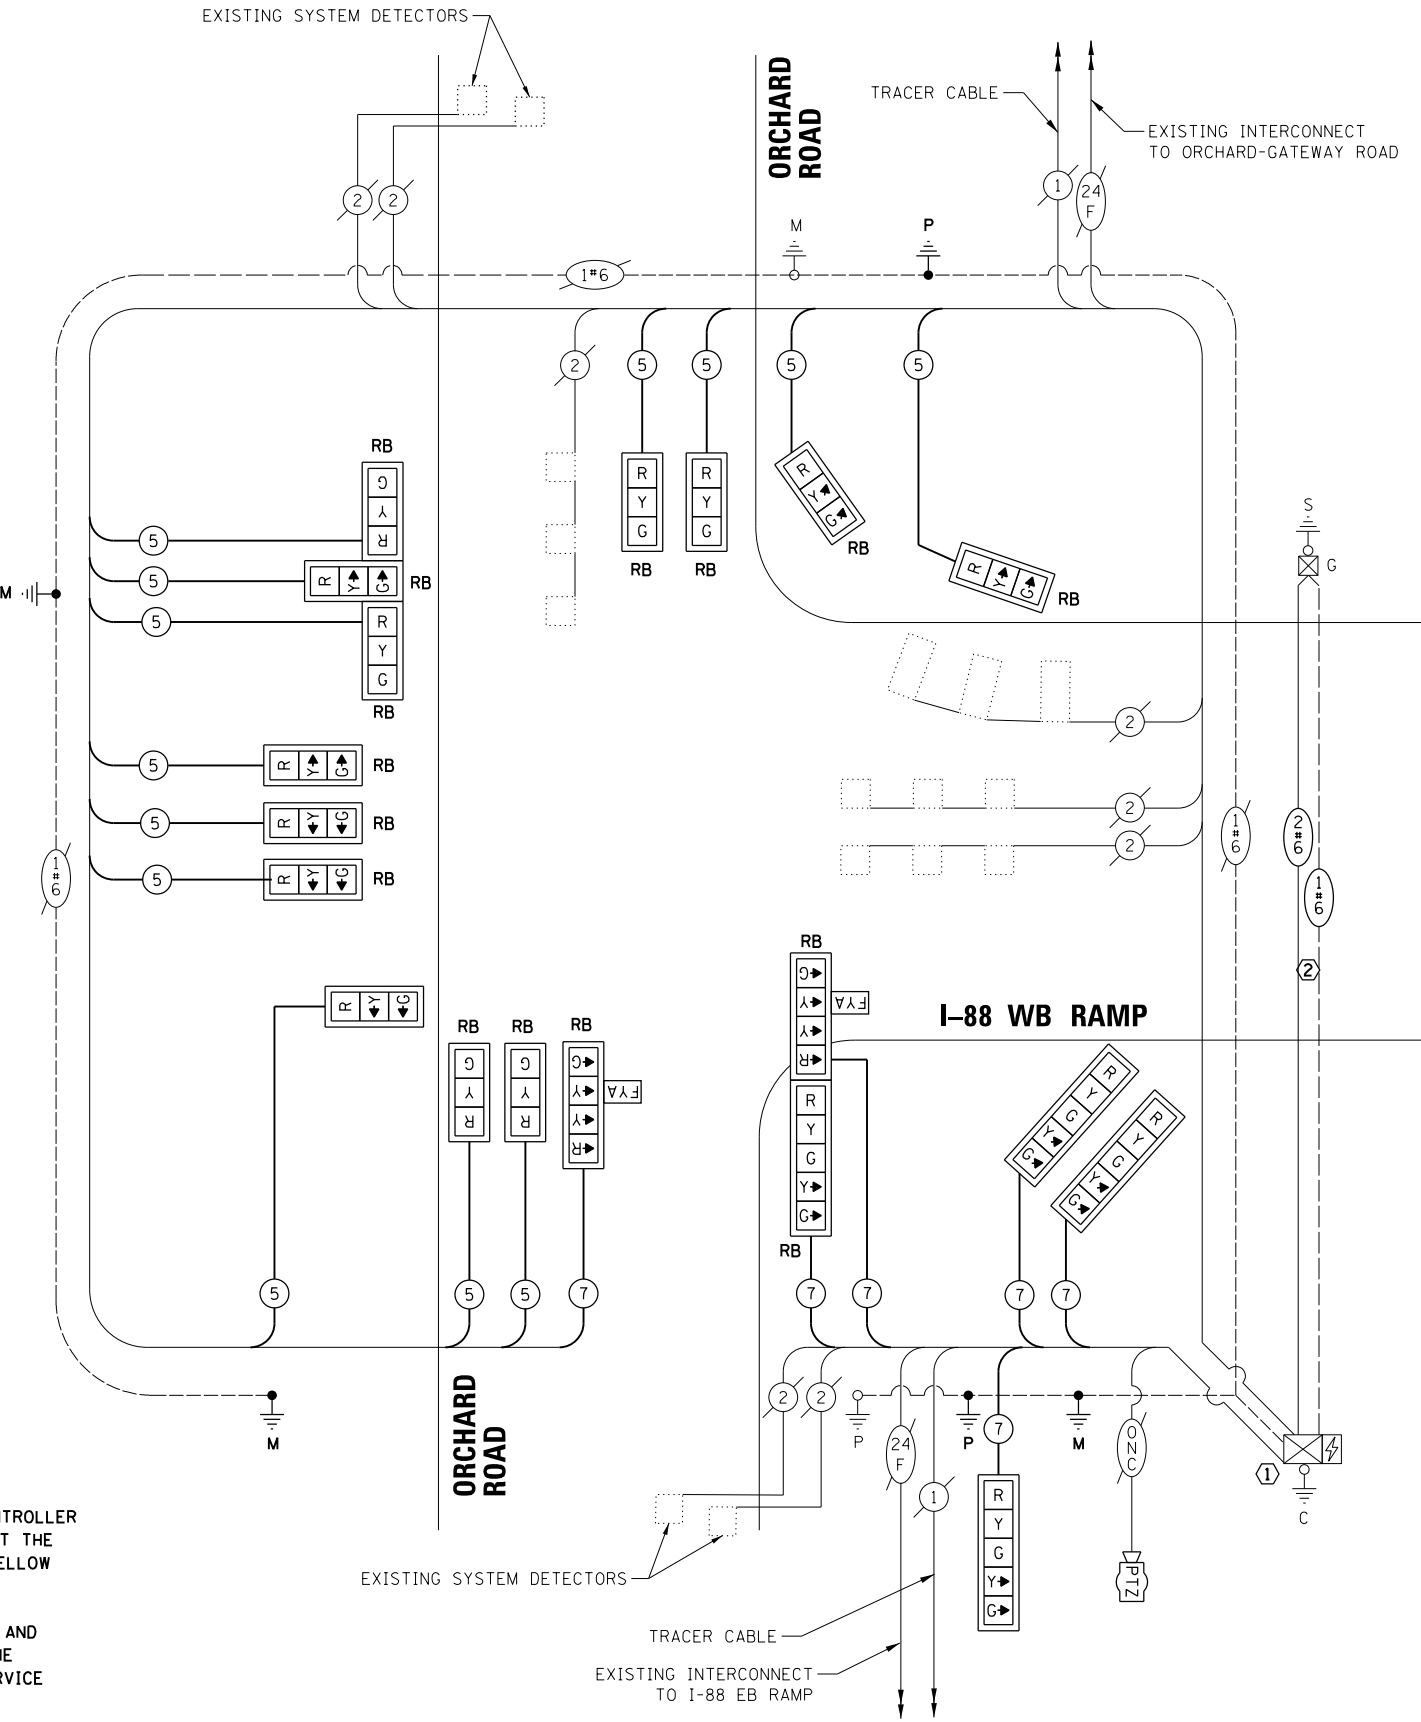 EXISTING SYSTEM DETECTORS
ORCHARD
ROAD
TRACER CABLE
EXISTING INTERCONNECT
TO ORCHARD-GATEWAY ROAD
2
2
1
24
F
M
P
1#6
2
5
5
5
5
RB
G
Y
R
R
Y
G
R
Y
G
R
Y
G
R
Y
G
RB
RB
RB
RB
S
G
5
5
5
M
R
Y
G
RB
R
Y
G
RB
2
5
5
5
R
Y
G
RB
R
Y
G
RB
R
Y
G
RB
2
2
1
#
6
1
#
6
2
#
6
1
#
6
2
RB
G
Y
Y
R
FYA
I-88 WB RAMP
R
Y
G
RB
RB
RB
G
Y
R
G
Y
R
G
Y
Y
R
FYA
R
Y
G
Y
G
RB
R
Y
G
Y
G
R
Y
G
Y
G
5
5
5
7
7
7
7
7
ORCHARD
ROAD
M
2
2
P
24
F
1
P
7
M
O
N
C
1
C
R
Y
G
Y
G
PTZ
TROLLER
T THE
ELLOW
AND
RVICE
EXISTING SYSTEM DETECTORS
TRACER CABLE
EXISTING INTERCONNECT
TO I-88 EB RAMP